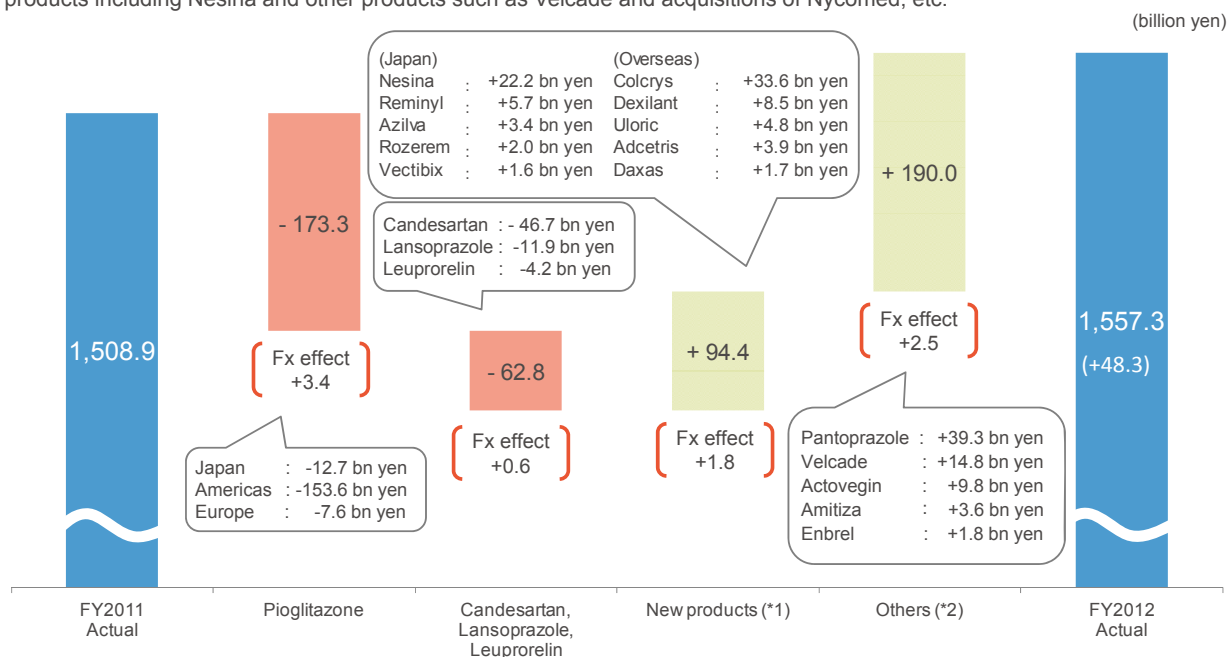 products including Nesina and other products such as Velcade and acquisitions of Nycomed, etc.
(billion yen)
(Japan) (Overseas)
Nesina : +22.2 bn yen Colcrys : +33.6 bn yen
Reminyl : +5.7 bn yen Dexilant : +8.5 bn yen
Azilva : +3.4 bn yen Uloric : +4.8 bn yen
Rozerem : +2.0 bn yen Adcetris : +3.9 bn yen
Vectibix : +1.6 bn yen Daxas : +1.7 bn yen
+ 190.0
- 173.3
Candesartan : - 46.7 bn yen
Lansoprazole : -11.9 bn yen
Leuprorelin : -4.2 bn yen
1,508.9
Fx effect
+3.4
- 62.8
+ 94.4
Fx effect
+2.5
1,557.3
(+48.3)
Fx effect
+0.6
Fx effect
+1.8
Japan : -12.7 bn yen
Americas : -153.6 bn yen
Europe : -7.6 bn yen
Pantoprazole : +39.3 bn yen
Velcade : +14.8 bn yen
Actovegin : +9.8 bn yen
Amitiza : +3.6 bn yen
Enbrel : +1.8 bn yen
FY2011
Actual
Pioglitazone
Candesartan,
Lansoprazole,
Leuprorelin
New products (*1)
Others (*2)
FY2012
Actual